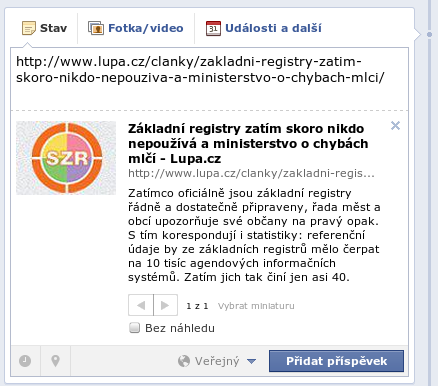 Stav Fotka/video Události a další
http://www.lupa.cz/clanky/zakladni-registry-zatim-
skoro-nikdo-nepouziva-a-ministerstvo-o-chybach-mlci/
SZR
Základní registry zatím skoro nikdo
nepoužívá a ministerstvo o chybách
mlčí - Lupa.cz
http://www.lupa.cz/clanky/zakladni-regis...
Zatímco oficiálně jsou základní registry
řádně a dostatečně připraveny, řada měst a
obcí upozorňuje své občany na pravý opak.
S tím korespondují i statistiky: referenční
údaje by ze základních registrů mělo čerpat
na 10 tisíc agendových informačních
systémů. Zatím jich tak činí jen asi 40.
1 z 1 Vybrat miniaturu
Bez náhledu
Veřejný Přidat příspěvek